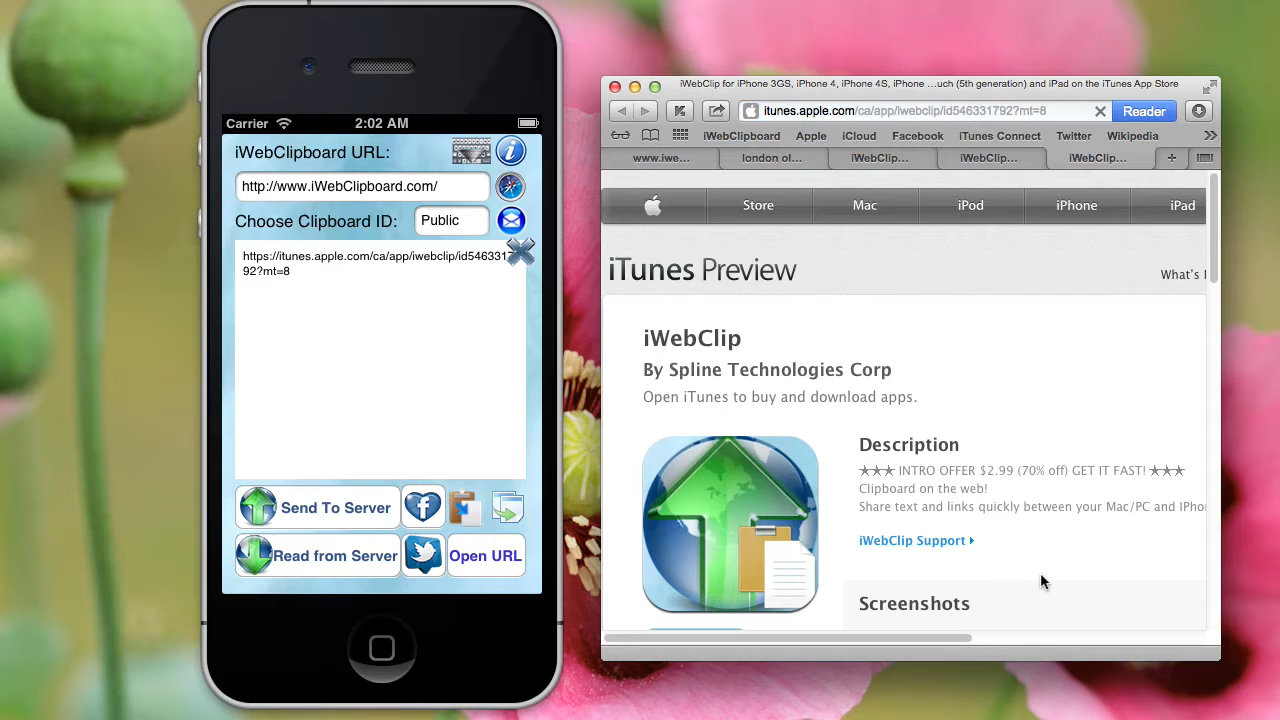 Carrier
2:02 AM
iWebClipboard URL:
http://www.iWebClipboard.com/
Choose Clipboard ID:
Public
https://itunes.apple.com/ca/app/iwebclip/id5463317
92?mt=8
Send To Server
Read from Server
Open URL
iWebClip for iPhone 3GS, iPhone 4, iPhone 4S, iPhone …uch (5th generation) and iPad on the iTunes App Store
itunes.apple.com/ca/app/iwebclip/id546331792?mt=8
Reader
iWebClipboard Apple iCloud Facebook iTunes Connect Twitter Wikipedia
www.iwe… london ol… iWebClip… iWebClip… iWebClip…
Store Mac iPod iPhone iPad
iTunes Preview
What's
iWebClip
By Spline Technologies Corp
Open iTunes to buy and download apps.
Description
★★★ INTRO OFFER $2.99 (70% off) GET IT FAST! ★★★
Clipboard on the web!
Share text and links quickly between your Mac/PC and iPho
iWebClip Support
Screenshots